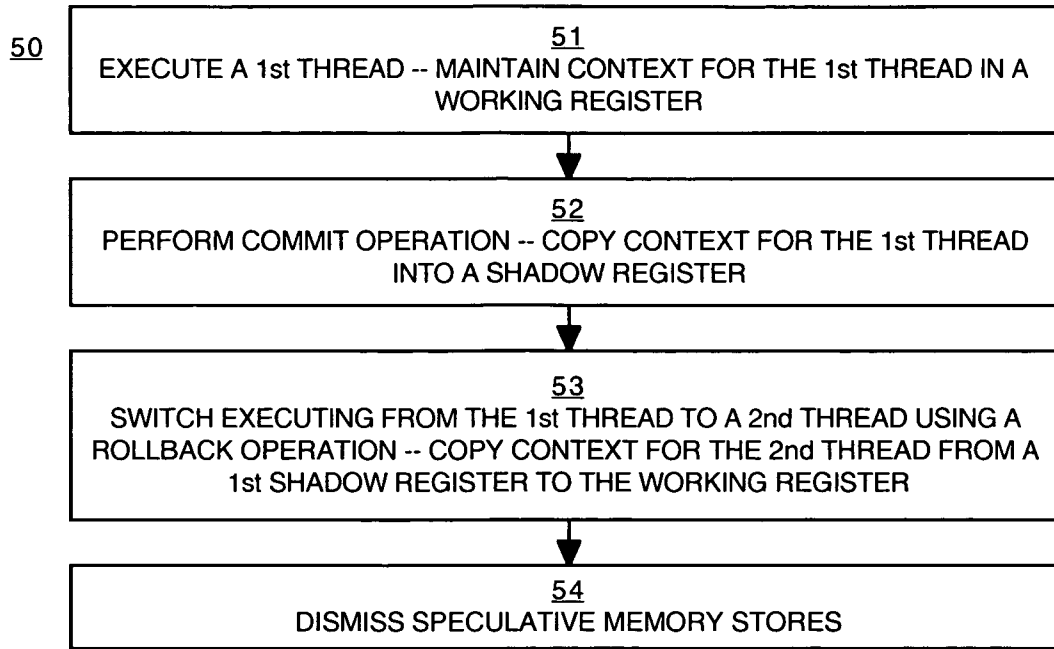 50
51
EXECUTE A 1st THREAD -- MAINTAIN CONTEXT FOR THE 1st THREAD IN A
WORKING REGISTER
52
PERFORM COMMIT OPERATION -- COPY CONTEXT FOR THE 1st THREAD
INTO A SHADOW REGISTER
53
SWITCH EXECUTING FROM THE 1st THREAD TO A 2nd THREAD USING A
ROLLBACK OPERATION -- COPY CONTEXT FOR THE 2nd THREAD FROM A
1st SHADOW REGISTER TO THE WORKING REGISTER
54
DISMISS SPECULATIVE MEMORY STORES